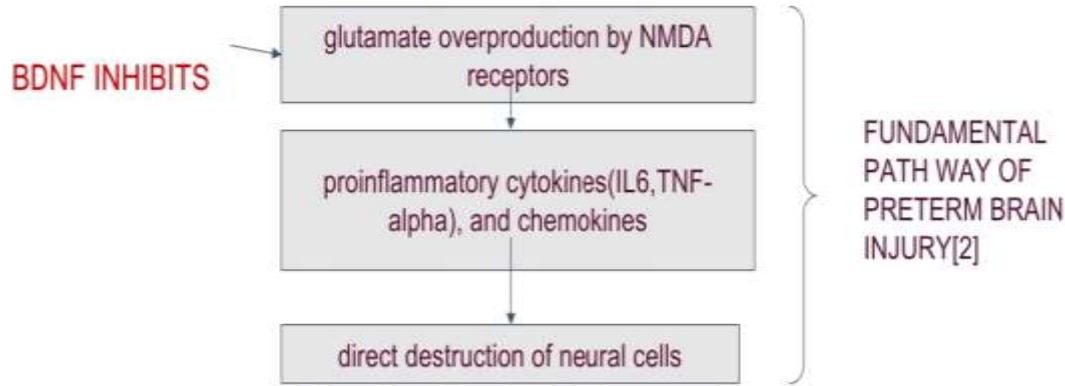 glutamate overproduction by NMDA
receptors
BDNF INHIBITS
proinflammatory cytokines(IL6,TNF-
alpha), and chemokines
direct destruction of neural cells
FUNDAMENTAL
PATH WAY OF
PRETERM BRAIN
INJURY[2]